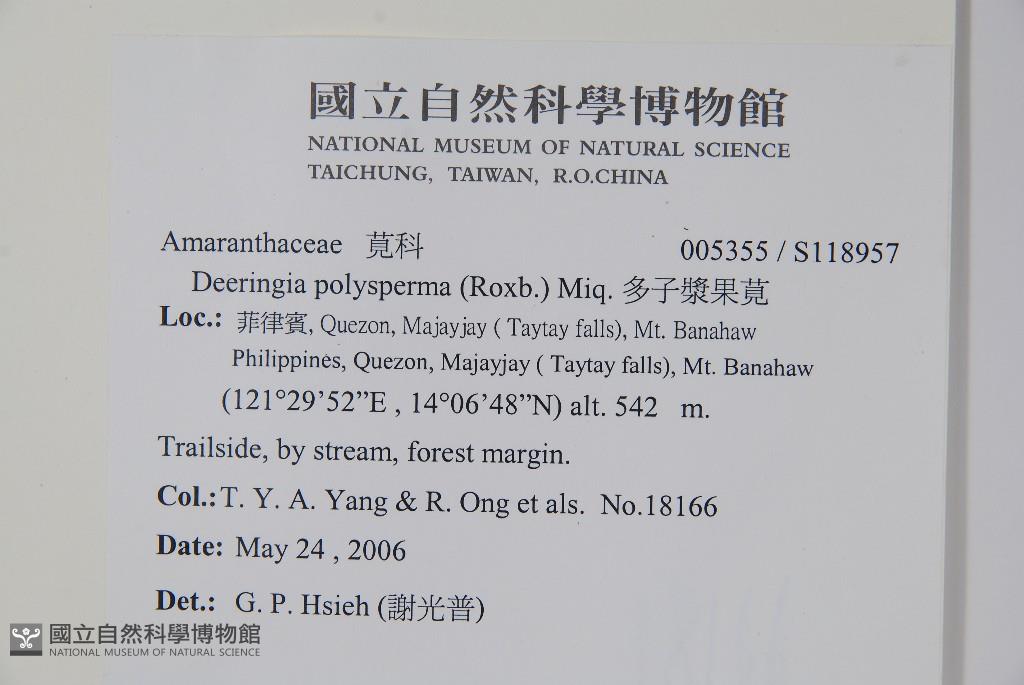 國立自然科學博物館
NATIONAL MUSEUM OF NATURAL SCIENCE
TAICHUNG, TAIWAN, R.O.CHINA
Amaranthaceae 莧科 005355 / S118957
Deeringia polysperma (Roxb.) Miq. 多子漿果莧
Loc.: 菲律賓, Quezon, Majayjay ( Taytay falls), Mt. Banahaw
Philippines, Quezon, Majayjay ( Taytay falls), Mt. Banahaw
(121°29’52”E , 14°06’48”N) alt. 542 m.
Trailside, by stream, forest margin.
Col.: T. Y. A. Yang & R. Ong et als. No.18166
Date: May 24 , 2006
Det.: G. P. Hsieh (謝光普)
國立自然科學博物館
NATIONAL MUSEUM OF NATURAL SCIENCE